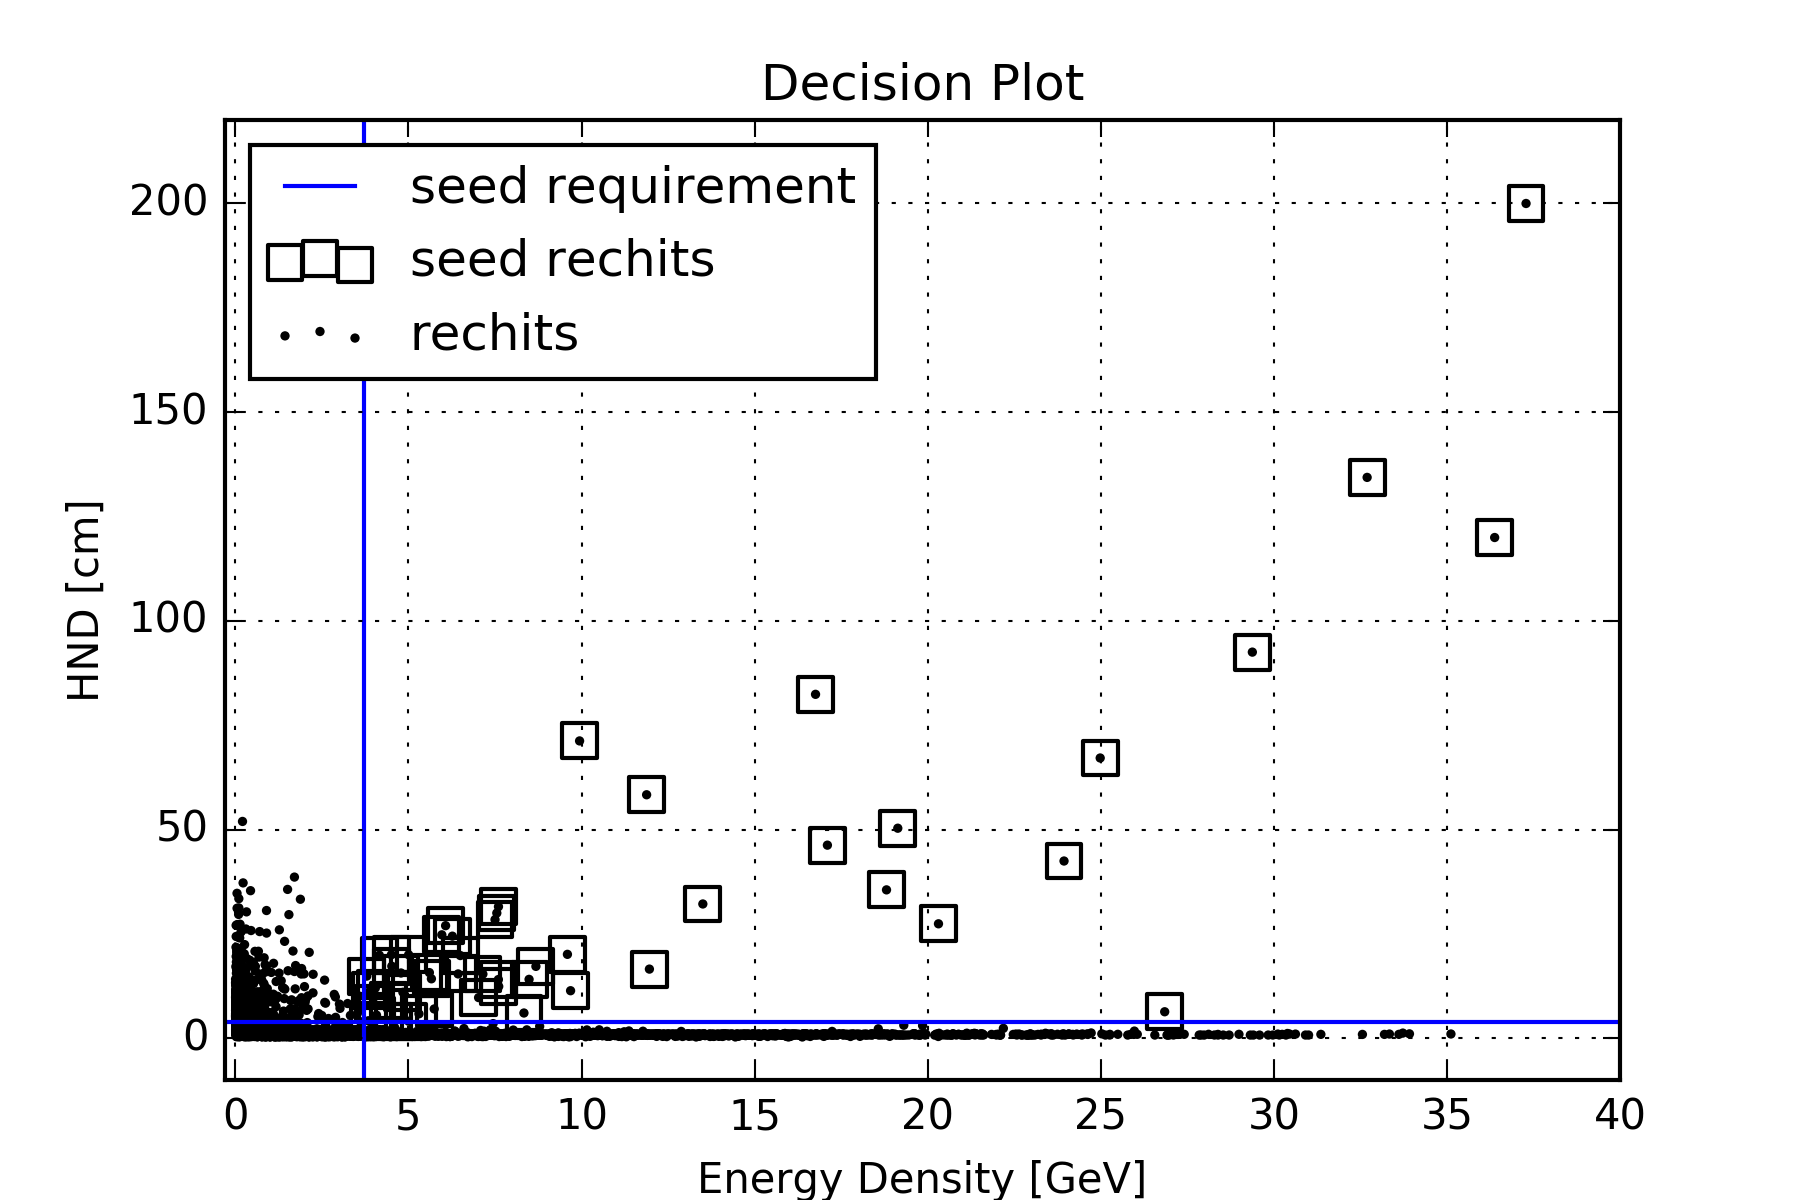 Decision Plot
seed requirement
seed rechits
rechits
HND [cm]
200
150
100
50
0
0 5 10 15 20 25 30 35 40
Energy Density [GeV]